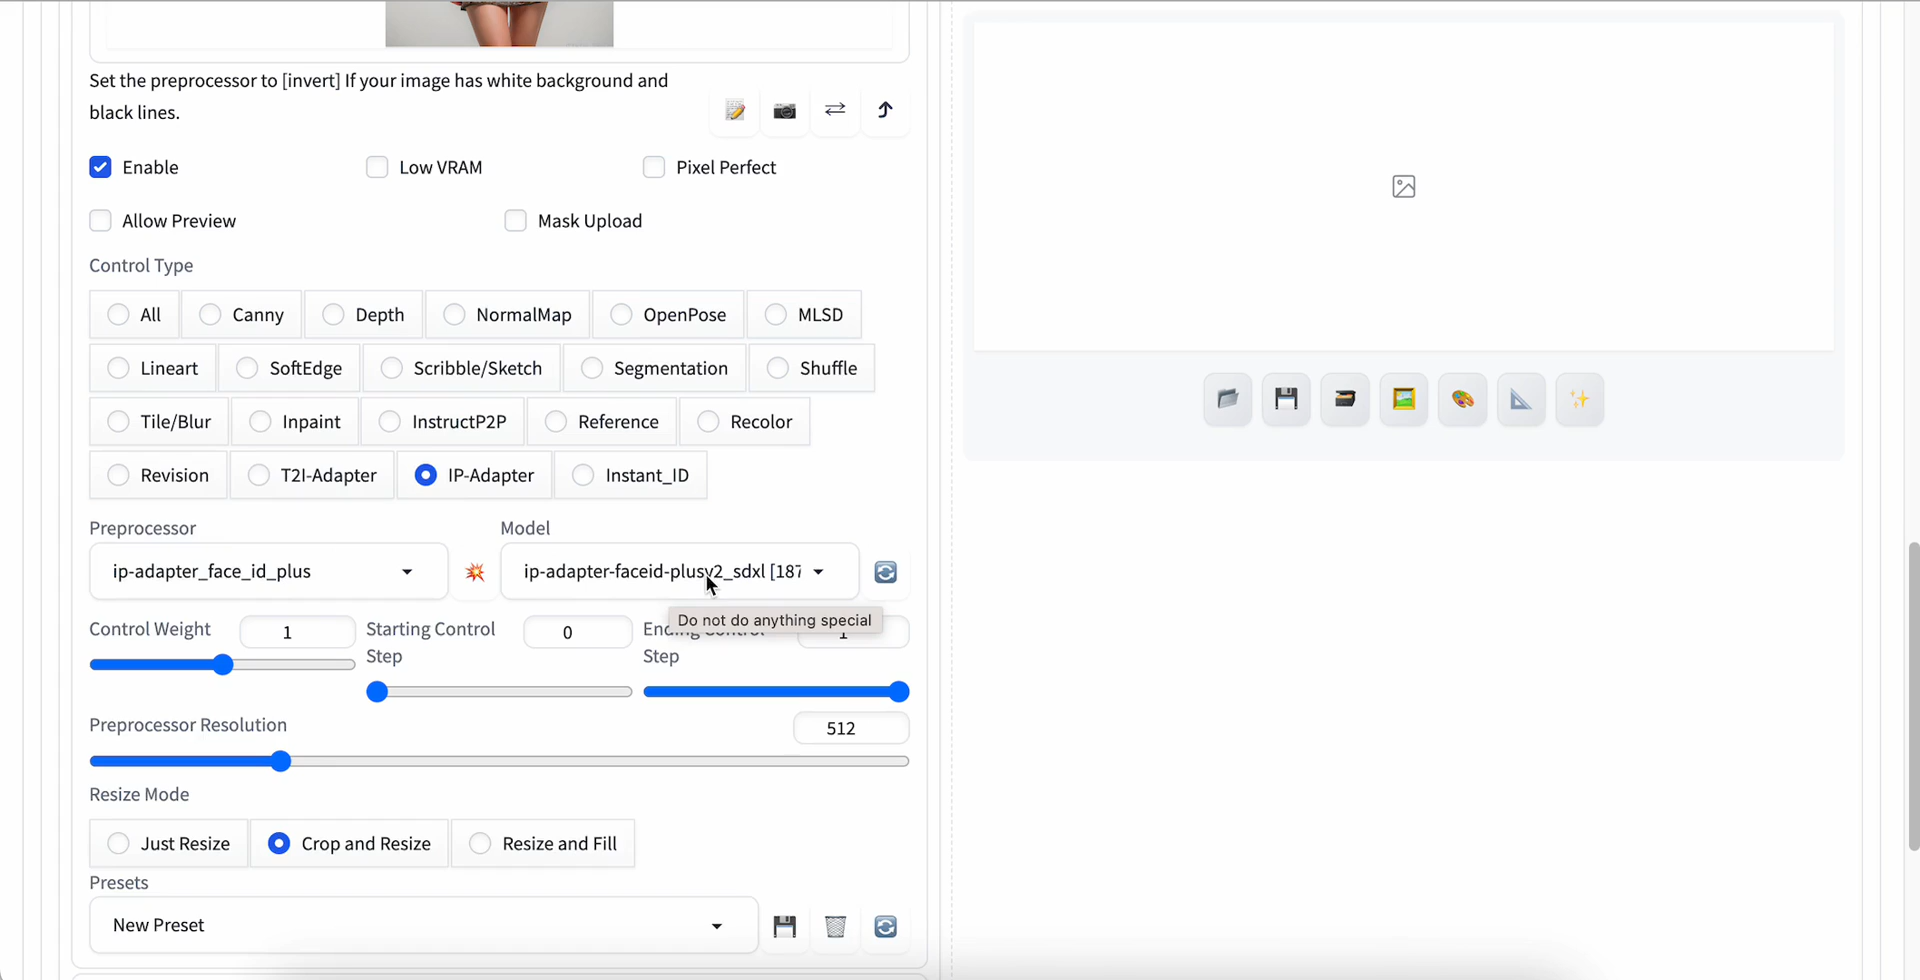 Set the preprocessor to [invert] If your image has white background and
black lines.
Enable Low VRAM Pixel Perfect
Allow Preview Mask Upload
Control Type
All Canny Depth NormalMap OpenPose MLSD
Lineart SoftEdge Scribble/Sketch Segmentation Shuffle
Tile/Blur Inpaint InstructP2P Reference Recolor
Revision T2I-Adapter IP-Adapter Instant_ID
Preprocessor Model
ip-adapter_face_id_plus ip-adapter-faceid-plusv2_sdxl [187
Do not do anything special
Control Weight 1 Starting Control 0 Ending Control 1
Step Step
Preprocessor Resolution 512
Resize Mode
Just Resize Crop and Resize Resize and Fill
Presets
New Preset